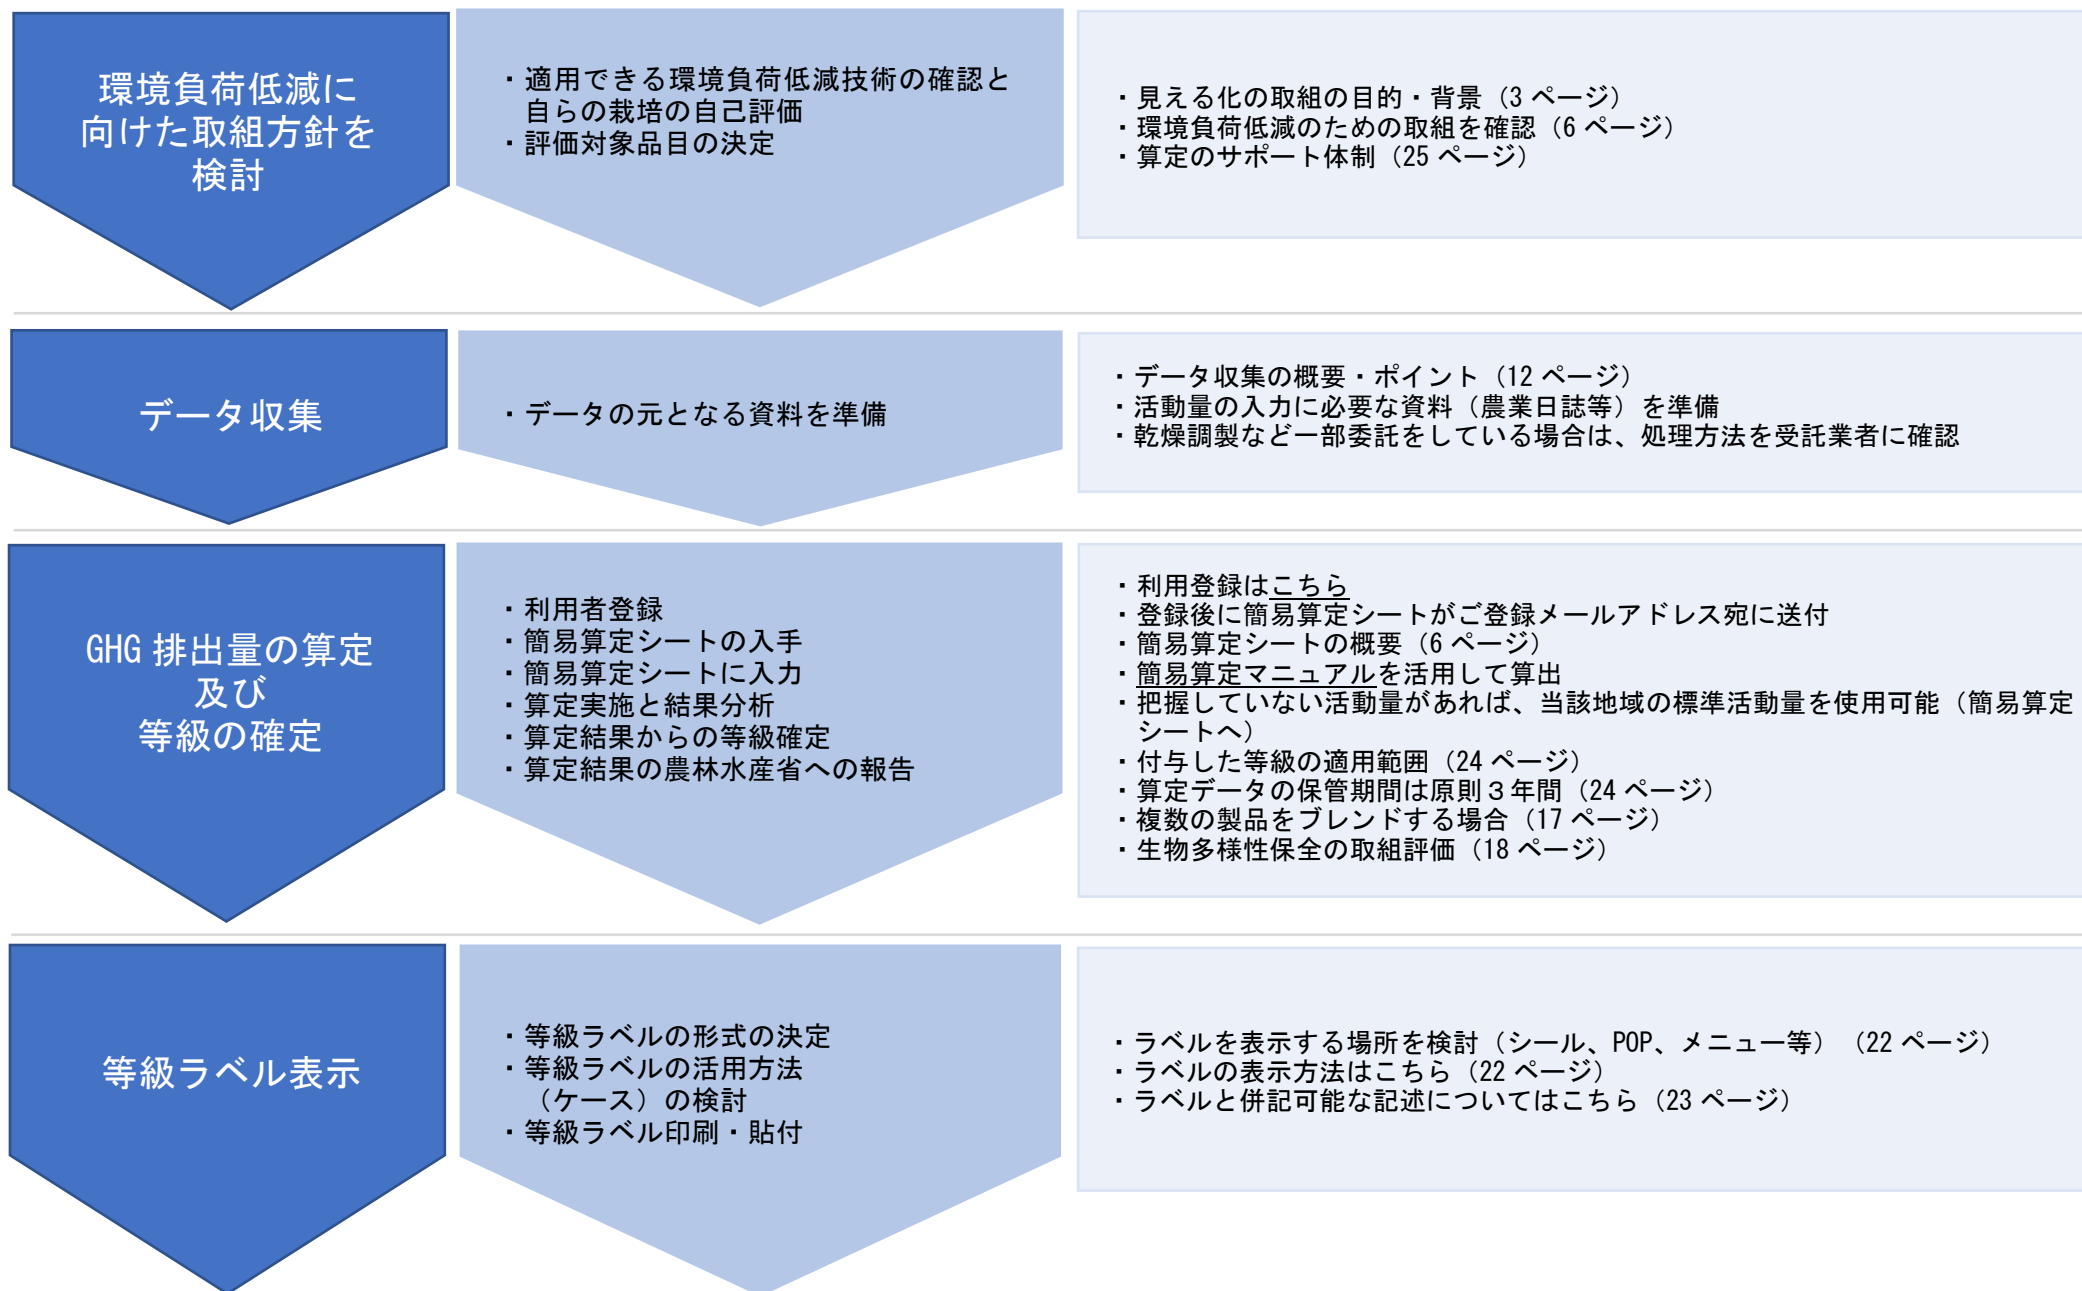 環境負荷低減に
向けた取組方針を
検討
・適用できる環境負荷低減技術の確認と
自らの栽培の自己評価
・評価対象品目の決定
・見える化の取組の目的・背景（3 ページ）
・環境負荷低減のための取組を確認（6 ページ）
・算定のサポート体制（25 ページ）
データ収集
・データの元となる資料を準備
・データ収集の概要・ポイント（12 ページ）
・活動量の入力に必要な資料（農業日誌等）を準備
・乾燥調製など一部委託をしている場合は、処理方法を受託業者に確認
GHG 排出量の算定
及び
等級の確定
・利用者登録
・簡易算定シートの入手
・簡易算定シートに入力
・算定実施と結果分析
・算定結果からの等級確定
・算定結果の農林水産省への報告
・利用登録はこちら
・登録後に簡易算定シートがご登録メールアドレス宛に送付
・簡易算定シートの概要（6 ページ）
・簡易算定マニュアルを活用して算出
・把握していない活動量があれば、当該地域の標準活動量を使用可能（簡易算定
シートへ）
・付与した等級の適用範囲（24 ページ）
・算定データの保管期間は原則３年間（24 ページ）
・複数の製品をブレンドする場合（17 ページ）
・生物多様性保全の取組評価（18 ページ）
等級ラベル表示
・等級ラベルの形式の決定
・等級ラベルの活用方法
（ケース）の検討
・等級ラベル印刷・貼付
・ラベルを表示する場所を検討（シール、POP、メニュー等）（22 ページ）
・ラベルの表示方法はこちら（22 ページ）
・ラベルと併記可能な記述についてはこちら（23 ページ）